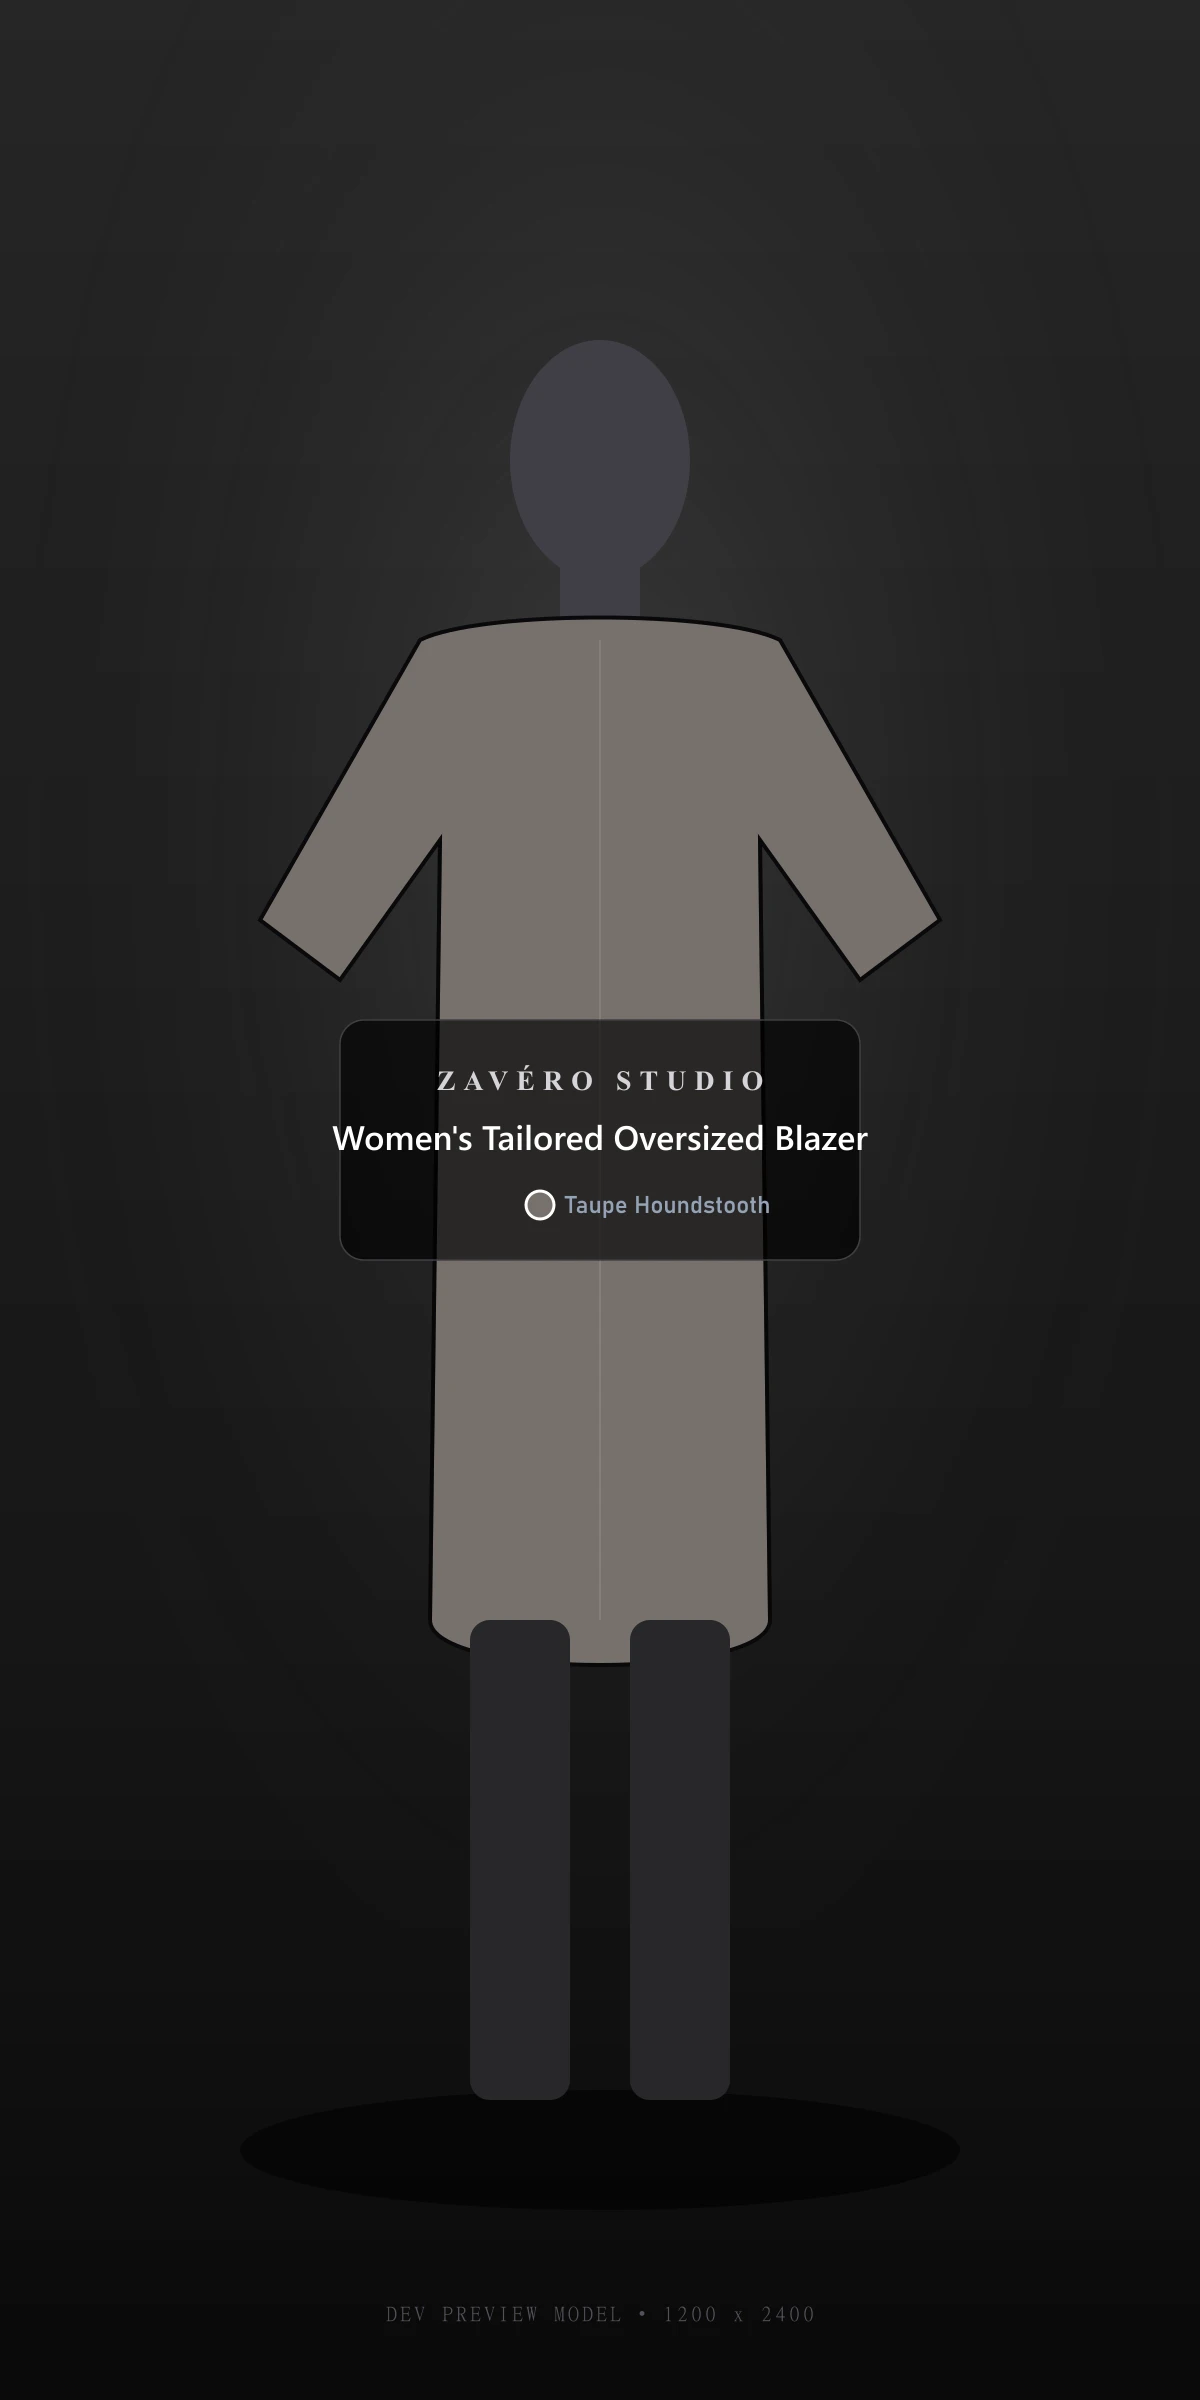 ZAVÉRO STUDIO
Women's Tailored Oversized Blazer
Taupe Houndstooth
DEV PREVIEW MODEL • 1200 x 2400